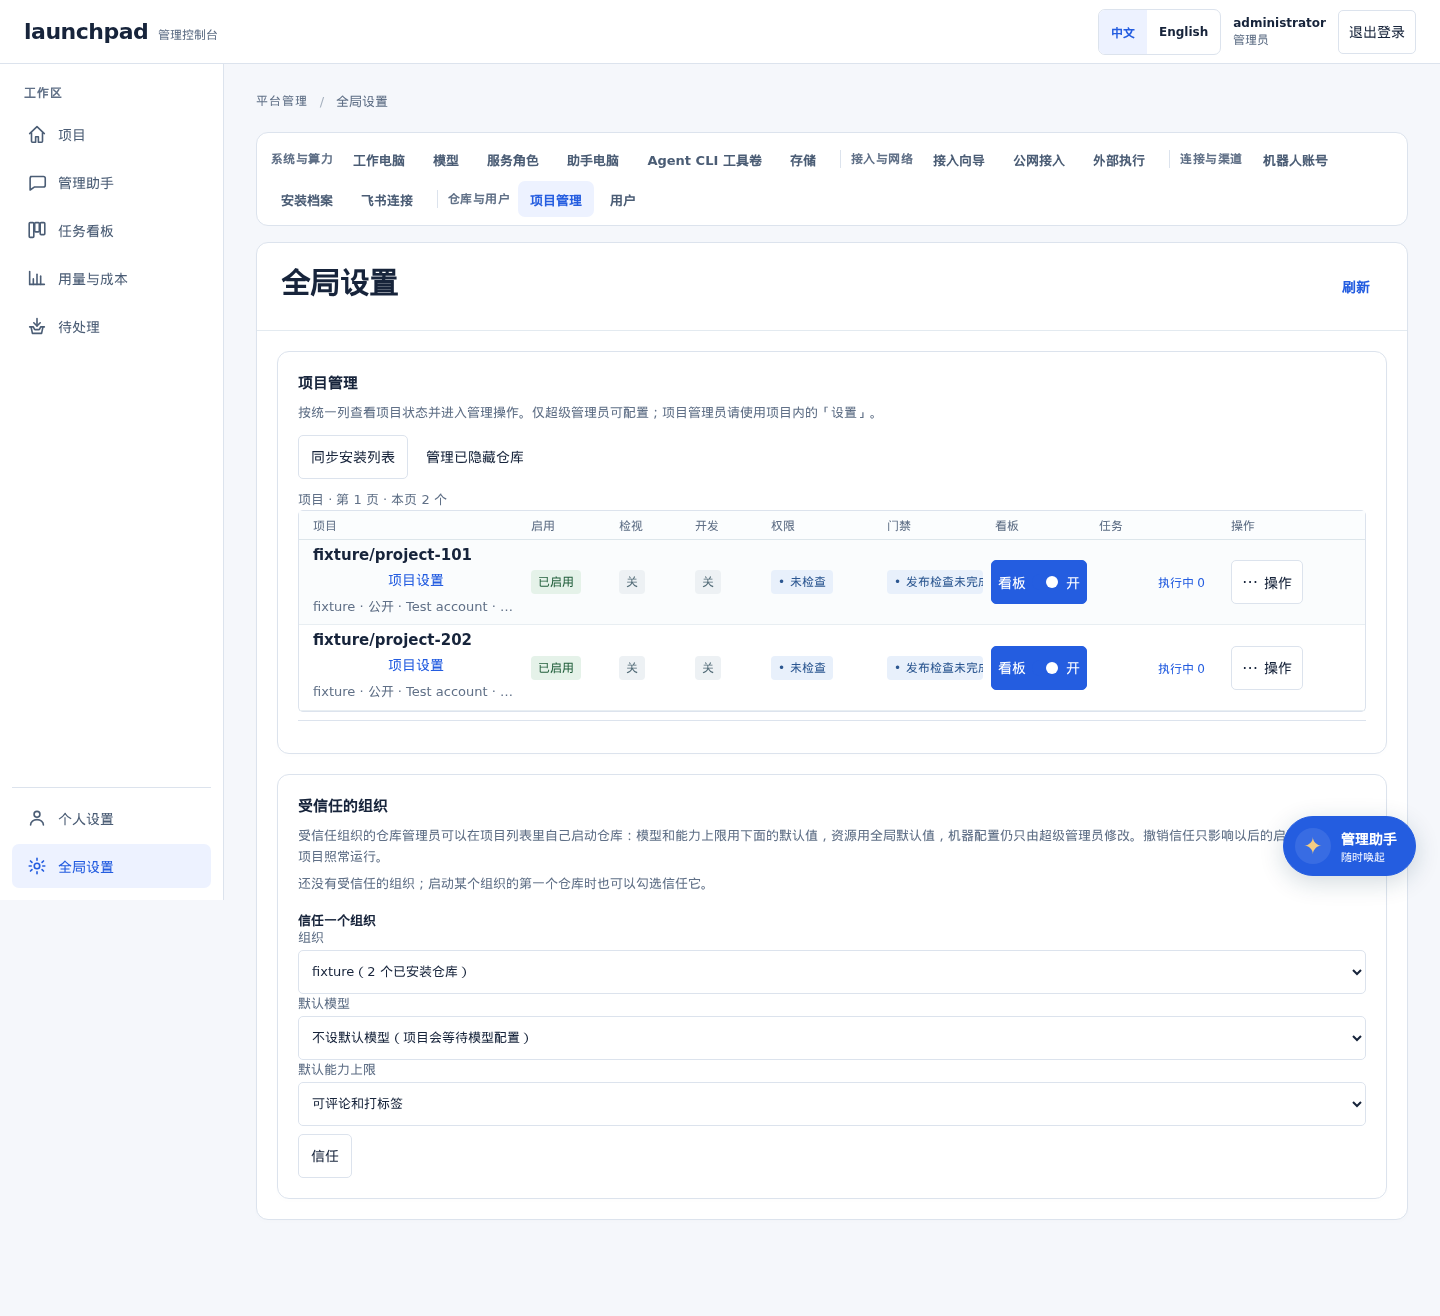 launchpad 管理控制台
中文 English
administrator
管理员
退出登录
工作区
项目
管理助手
任务看板
用量与成本
待处理
个人设置
全局设置
平台管理 / 全局设置
系统与算力 工作电脑 模型 服务角色 助手电脑 Agent CLI 工具卷 存储 接入与网络 接入向导 公网接入 外部执行 连接与渠道 机器人账号
安装档案 飞书连接 仓库与用户 项目管理 用户
全局设置
刷新
项目管理
按统一列查看项目状态并进入管理操作。仅超级管理员可配置；项目管理员请使用项目内的「设置」。
同步安装列表 管理已隐藏仓库
项目 · 第 1 页 · 本页 2 个
项目 启用 检视 开发 权限 门禁 看板 任务 操作
fixture/project-101
项目设置
fixture · 公开 · Test account · …
已启用 关 关 • 未检查 • 发布检查未完 看板 开 执行中 0 ··· 操作
fixture/project-202
项目设置
fixture · 公开 · Test account · …
已启用 关 关 • 未检查 • 发布检查未完 看板 开 执行中 0 ··· 操作
受信任的组织
受信任组织的仓库管理员可以在项目列表里自己启动仓库：模型和能力上限用下面的默认值，资源用全局默认值，机器配置仍只由超级管理员修改。撤销信任只影响以后的启
项目照常运行。
还没有受信任的组织；启动某个组织的第一个仓库时也可以勾选信任它。
信任一个组织
组织
fixture（2 个已安装仓库）
默认模型
不设默认模型（项目会等待模型配置）
默认能力上限
可评论和打标签
信任
管理助手
随时唤起